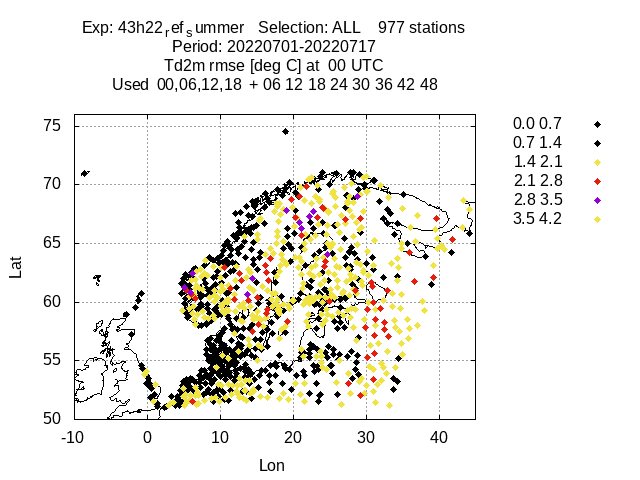 Exp: 43h22refsummer Selection: ALL 977 stations
Period: 20220701-20220717
Td2m rmse [deg C] at 00 UTC
Used 00,06,12,18 + 06 12 18 24 30 36 42 48
75
70
65
60
55
50
Lat
-10 0 10 20 30 40
Lon
0.0 0.7
0.7 1.4
1.4 2.1
2.1 2.8
2.8 3.5
3.5 4.2